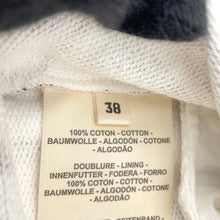 38
100% COTON - COTTON -
BAUMWOLLE - ALGODÓN - COTONE
- ALGODÃO
DOUBLURE - LINING -
INNENFUTTER - FODERA - FORRO
100% COTON - COTTON -
BAUMWOLLE - ALGODÓN - COTONE
- ALGODÃO